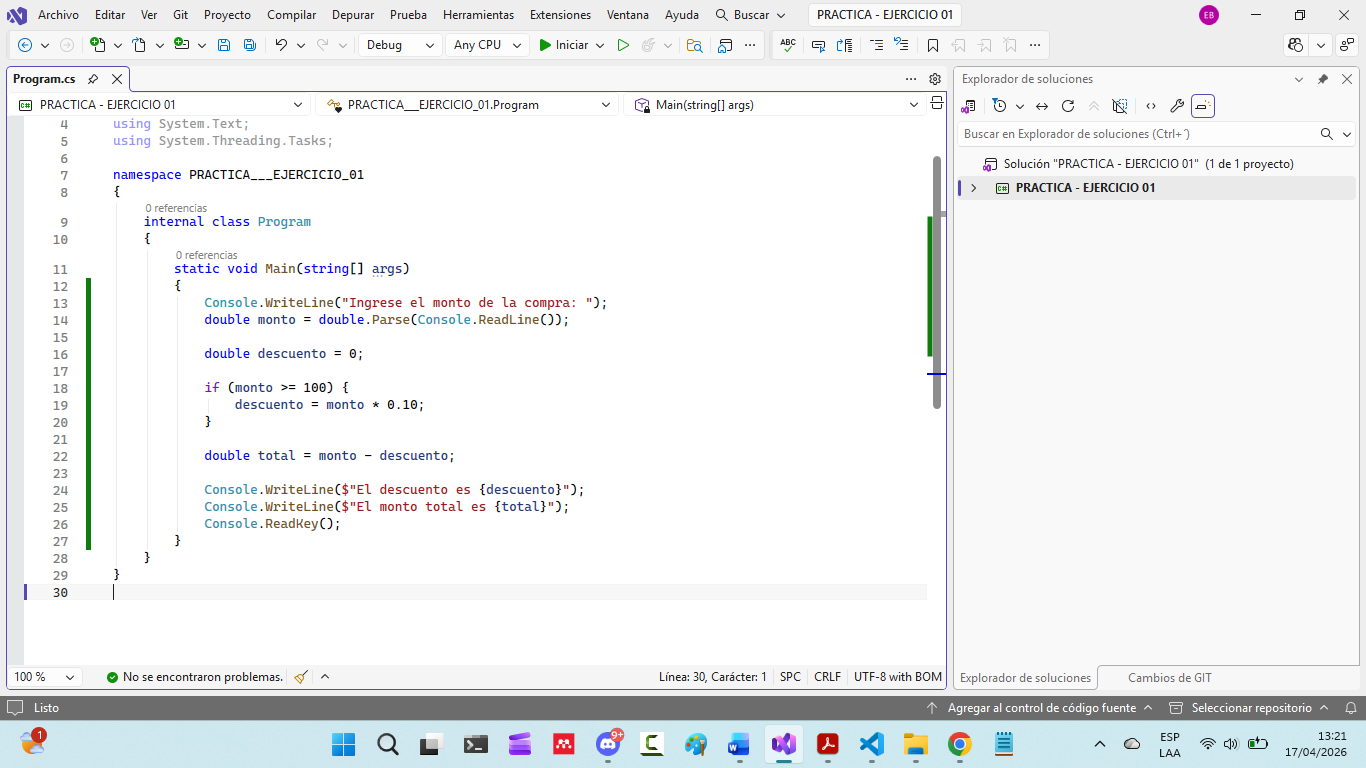 Archivo Editar Ver Git Proyecto Compilar Depurar Prueba Herramientas Extensiones Ventana Ayuda Buscar PRACTICA - EJERCICIO 01 EB
Debug Any CPU Iniciar
Program.cs
PRACTICA - EJERCICIO 01 PRACTICA___EJERCICIO_01.Program Main(string[] args)
4 using System.Text;
5 using System.Threading.Tasks;
6
7 namespace PRACTICA___EJERCICIO_01
8 {
0 referencias
9 internal class Program
10 {
0 referencias
11 static void Main(string[] args)
12 {
13 Console.WriteLine("Ingrese el monto de la compra: ");
14 double monto = double.Parse(Console.ReadLine());
15
16 double descuento = 0;
17
18 if (monto >= 100) {
19 descuento = monto * 0.10;
20 }
21
22 double total = monto - descuento;
23
24 Console.WriteLine($"El descuento es {descuento}");
25 Console.WriteLine($"El monto total es {total}");
26 Console.ReadKey();
27 }
28 }
29 }
30
100 % No se encontraron problemas. Línea: 30, Carácter: 1 SPC CRLF UTF-8 with BOM
Explorador de soluciones
Buscar en Explorador de soluciones (Ctrl+´)
Solución "PRACTICA - EJERCICIO 01" (1 de 1 proyecto)
C# PRACTICA - EJERCICIO 01
Explorador de soluciones Cambios de GIT
Listo Agregar al control de código fuente Seleccionar repositorio
1 9+ ESP LAA 13:21 17/04/2026